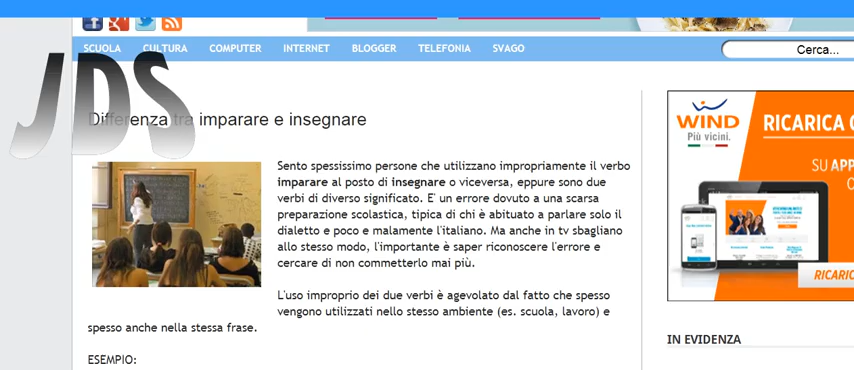 SCUOLA CULTURA COMPUTER INTERNET BLOGGER TELEFONIA SVAGO
Cerca...
JDS
Differenza tra imparare e insegnare
Sento spessissimo persone che utilizzano impropriamente il verbo
imparare al posto di insegnare o viceversa, eppure sono due
verbi di diverso significato. E' un errore dovuto a una scarsa
preparazione scolastica, tipica di chi è abituato a parlare solo il
dialetto e poco e malamente l'italiano. Ma anche in tv sbagliano
allo stesso modo, l'importante è saper riconoscere l'errore e
cercare di non commetterlo mai più.
L'uso improprio dei due verbi è agevolato dal fatto che spesso
vengono utilizzati nello stesso ambiente (es. scuola, lavoro) e
spesso anche nella stessa frase.
ESEMPIO:
WIND
Più vicini.
RICARICA
SU APP
RICARIC
IN EVIDENZA